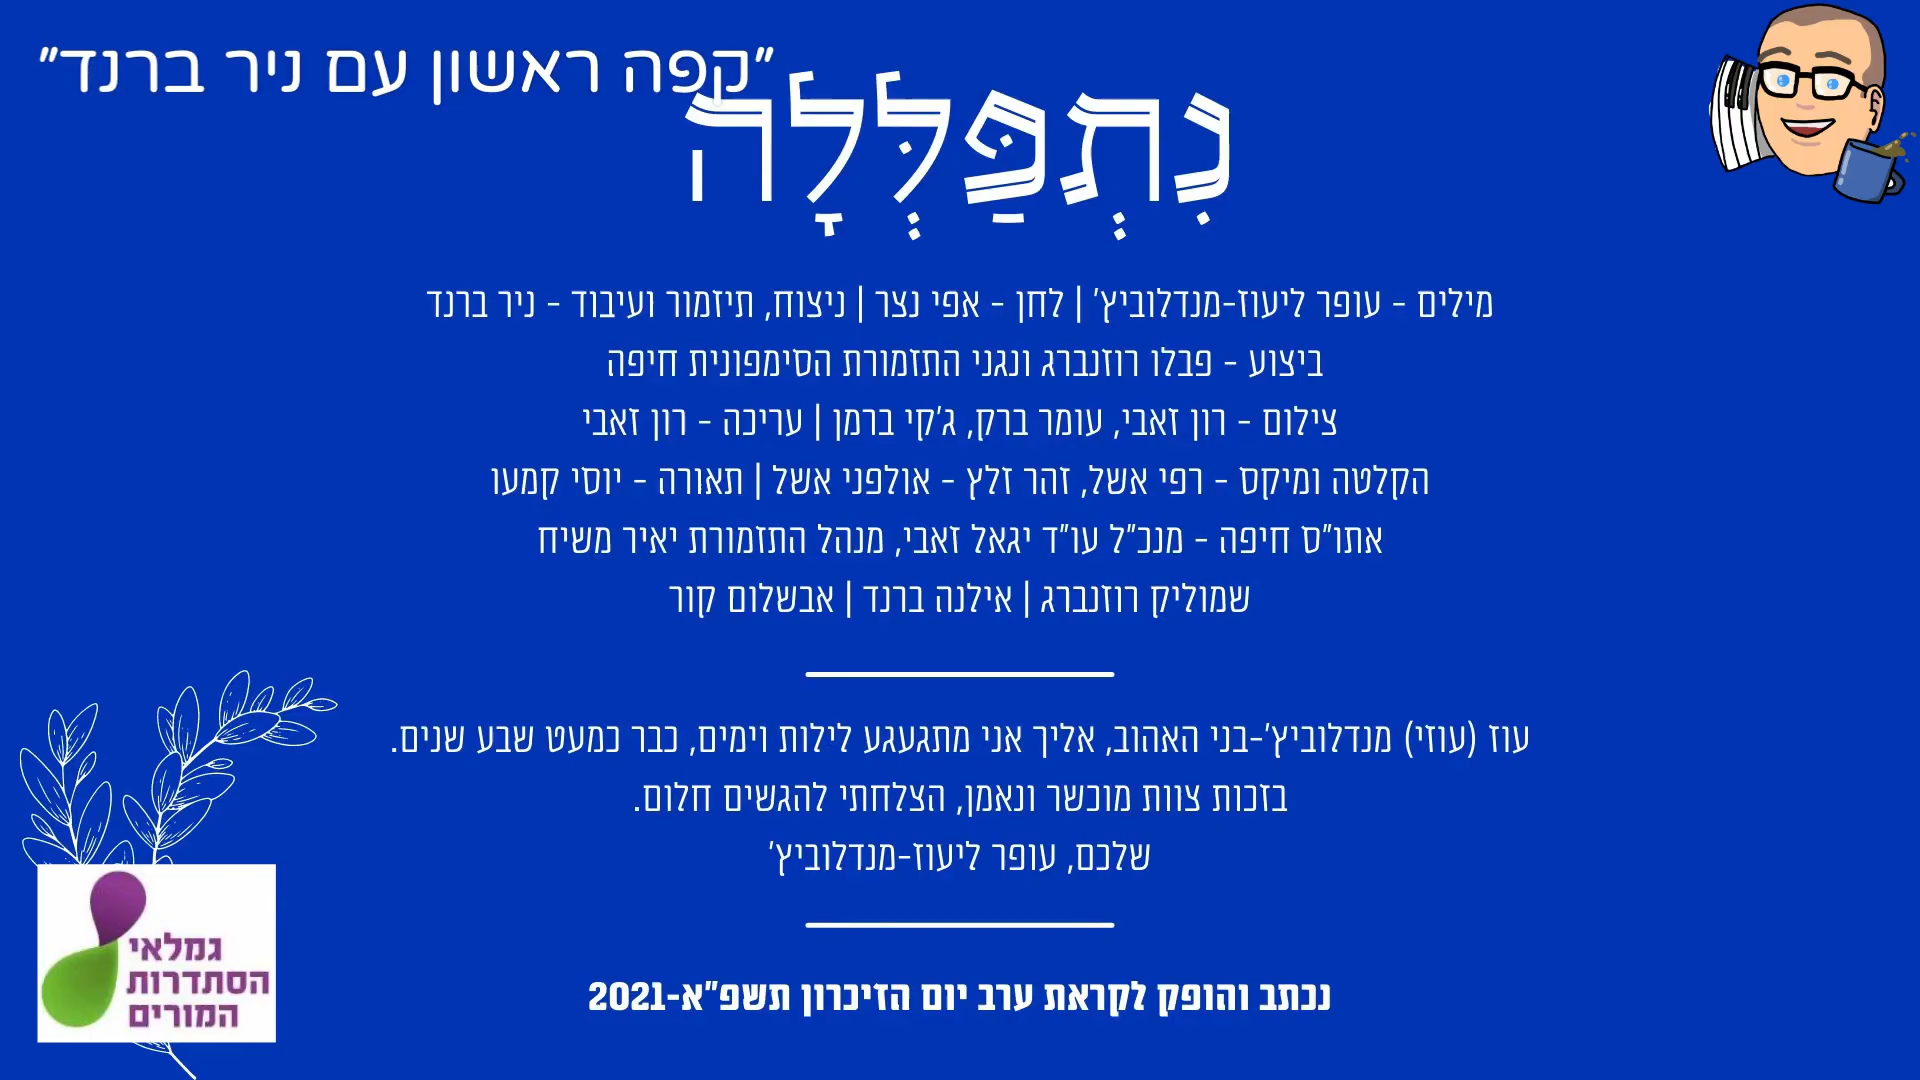 "קפה ראשון עם ניר ברנד"
נִתְפַּלְּלָה
מילים - עופר ליעוז-מנדלוביץ' | לחן - אפי נצר | ניצוח, תיזמור ועיבוד - ניר ברנד
ביצוע - פבלו רוזנברג ונגני התזמורת הסימפונית חיפה
צילום - רון זאבי, עומר ברק, ג'קי ברמן | עריכה - רון זאבי
הקלטה ומיקס - רפי אשל, זהר זלץ - אולפני אשל | תאורה - יוסי קמעו
אתו"ס חיפה - מנכ"ל עו"ד יגאל זאבי, מנהל התזמורת יאיר משיח
שמוליק רוזנברג | אילנה ברנד | אבשלום קור
עוז (עוזי) מנדלוביץ'-בני האהוב, אליך אני מתגעגע לילות וימים, כבר כמעט שבע שנים.
בזכות צוות מוכשר ונאמן, הצלחתי להגשים חלום.
שלכם, עופר ליעוז-מנדלוביץ'
נכתב והופק לקראת ערב יום הזיכרון תשפ"א-2021
גמלאי
הסתדרות
המורים